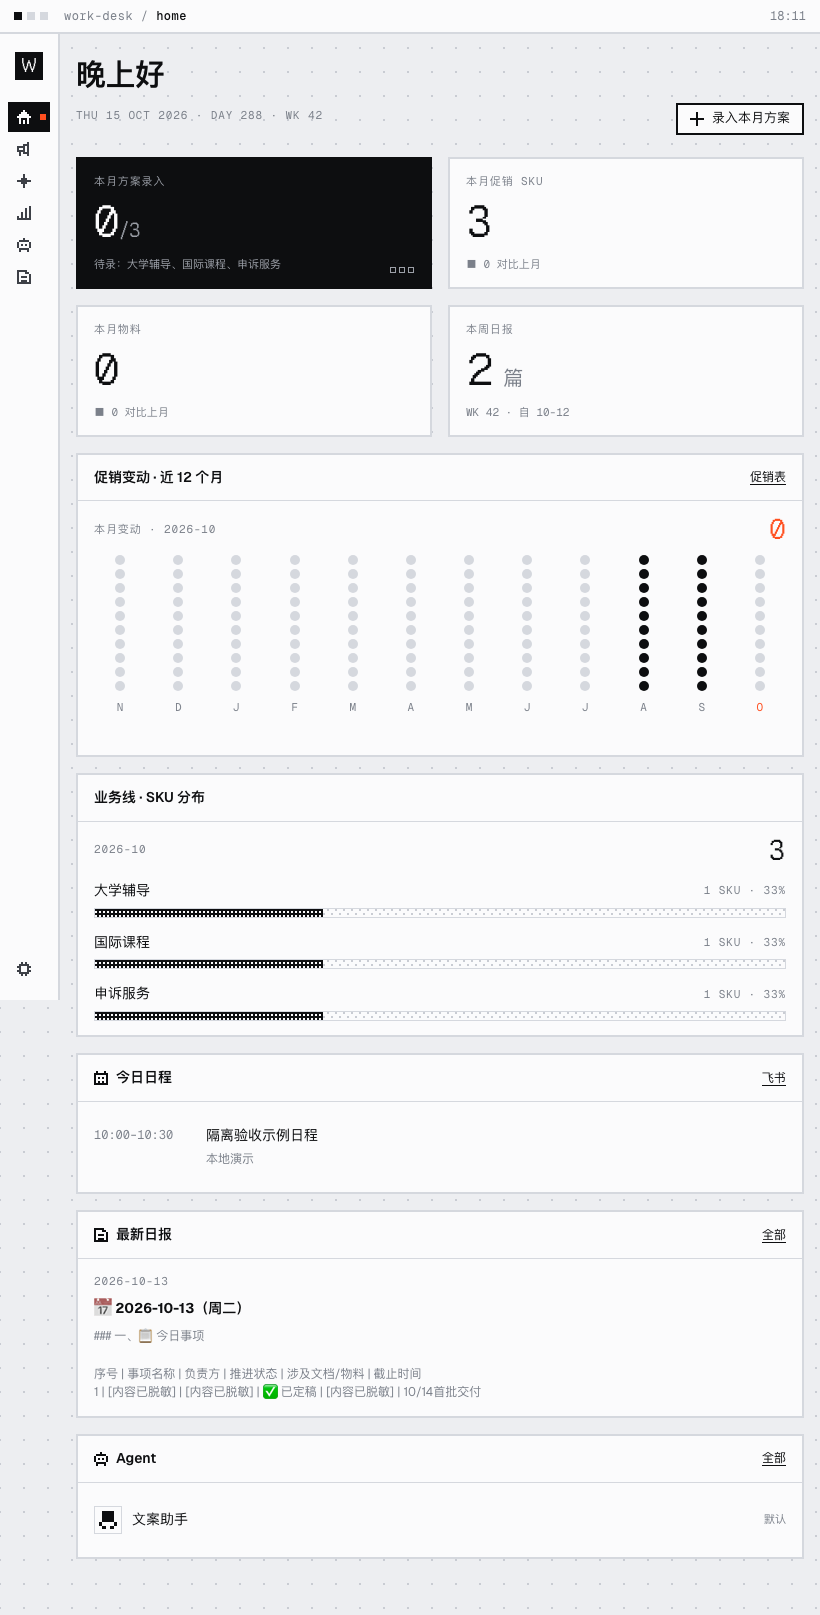 work-desk / home
18:11
W
晚上好
THU 15 OCT 2026 · DAY 288 · WK 42
录入本月方案
本月方案录入
0/3
待录: 大学辅导、国际课程、申诉服务
本月促销 SKU
3
0 对比上月
本月物料
0
0 对比上月
本周日报
2 篇
WK 42 · 自 10-12
促销变动 · 近 12 个月
促销表
本月变动 · 2026-10
0
N D J F M A M J J A S O
业务线 · SKU 分布
2026-10
3
大学辅导
1 SKU · 33%
国际课程
1 SKU · 33%
申诉服务
1 SKU · 33%
今日日程
飞书
10:00–10:30
隔离验收示例日程
本地演示
最新日报
全部
2026-10-13
📅 2026-10-13（周二）
### 一、📋 今日事项
序号 | 事项名称 | 负责方 | 推进状态 | 涉及文档/物料 | 截止时间
1 | [内容已脱敏] | [内容已脱敏] | ✅ 已定稿 | [内容已脱敏] | 10/14首批交付
Agent
全部
文案助手
默认